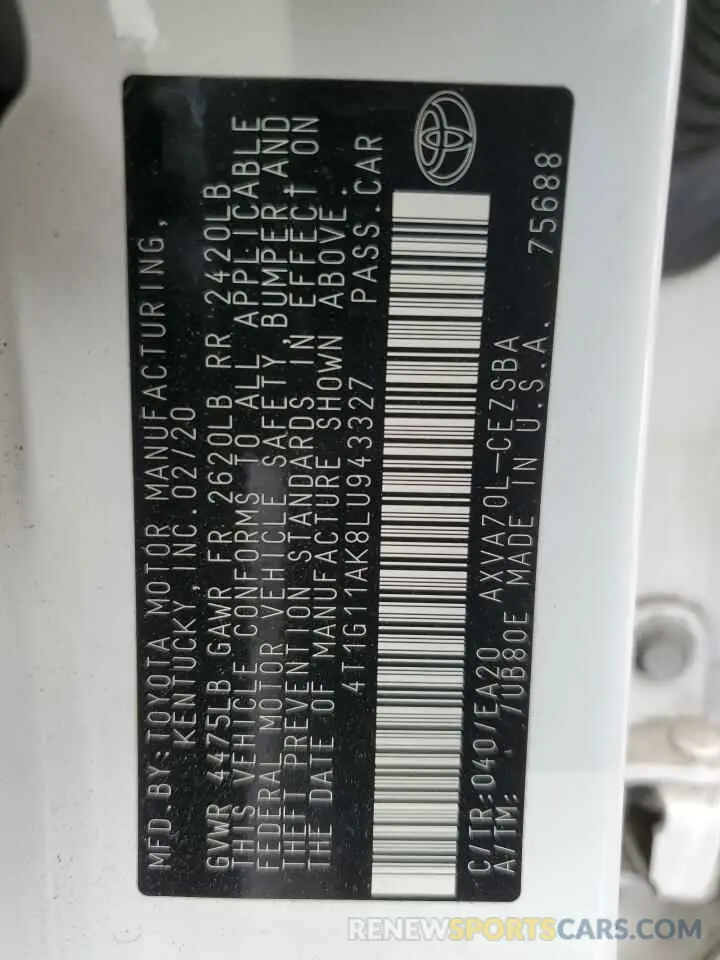 MFD.BY:TOYOTA MOTOR MANUFACTURING,
KENTUCKY,INC.02/20
GVWR 4475LB GAWR FR 2620LB RR 2420LB
THIS VEHICLE CONFORMS TO ALL APPLICABLE
FEDERAL MOTOR VEHICLE SAFETY, BUMPER, AND
THEFT PREVENTION STANDARDS IN EFFECT ON
THE DATE OF MANUFACTURE SHOWN ABOVE.
4T1G11AK8LU943327 PASS.CAR
C/TR:040/EA20 AXVA70L-CEZSBA
A/TM: /UB80E MADE IN U.S.A. 75688
RENEWSPORTSCARS.COM